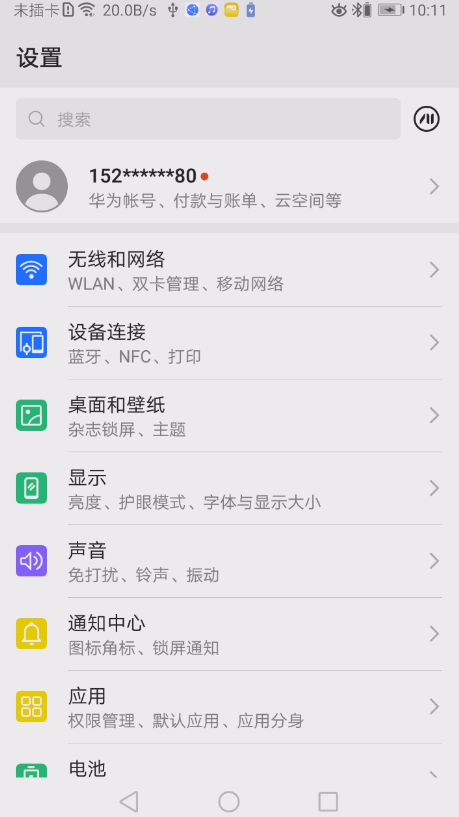 未插卡 20.0B/s 10:11
设置
搜索
152******80
华为帐号、付款与账单、云空间等
无线和网络
WLAN、双卡管理、移动网络
设备连接
蓝牙、NFC、打印
桌面和壁纸
杂志锁屏、主题
显示
亮度、护眼模式、字体与显示大小
声音
免打扰、铃声、振动
通知中心
图标角标、锁屏通知
应用
权限管理、默认应用、应用分身
电池